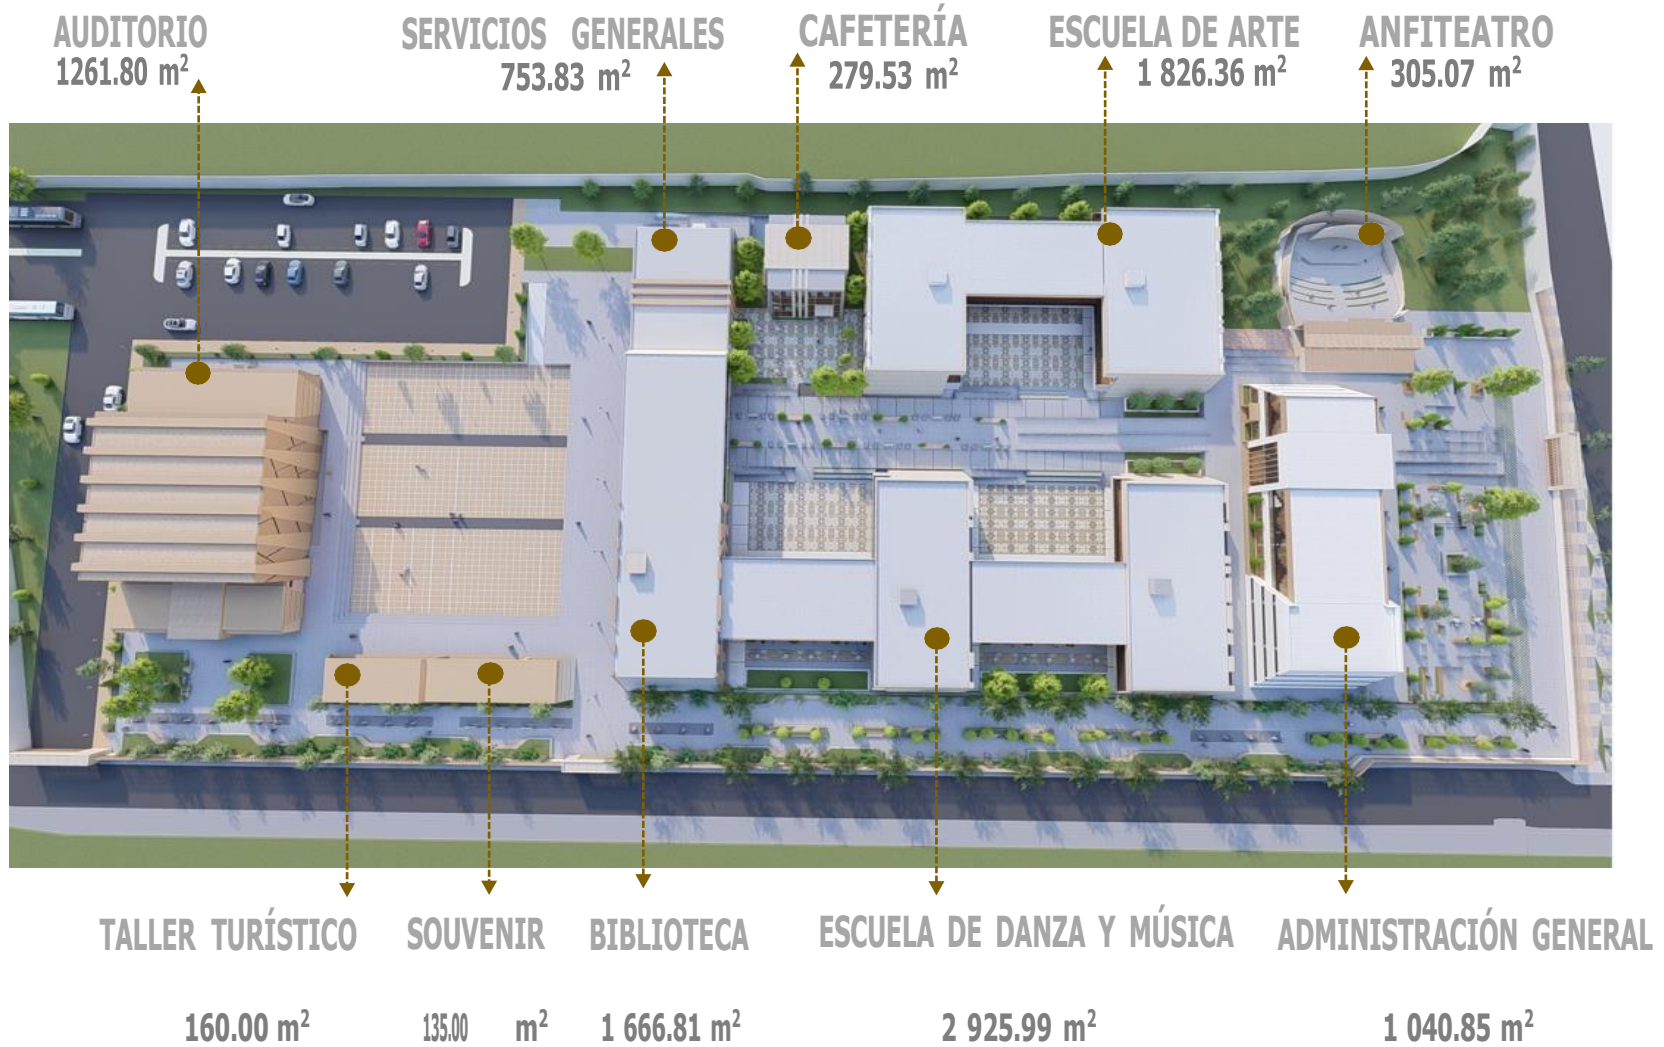 AUDITORIO
1261.80 m²
SERVICIOS GENERALES
753.83 m²
CAFETERÍA
279.53 m²
ESCUELA DE ARTE
1 826.36 m²
ANFITEATRO
305.07 m²
TALLER TURÍSTICO
160.00 m²
SOUVENIR
135.00 m²
BIBLIOTECA
1 666.81 m²
ESCUELA DE DANZA Y MÚSICA
2 925.99 m²
ADMINISTRACIÓN GENERAL
1 040.85 m²